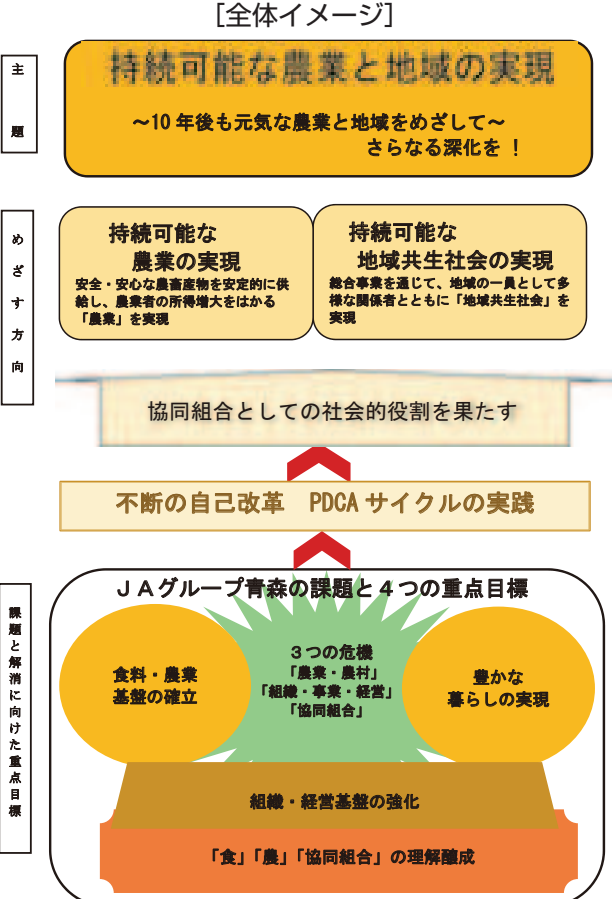 [全体イメージ]
主題
持続可能な農業と地域の実現
～10年後も元気な農業と地域をめざして～
さらなる深化を！
めざす方向
持続可能な
農業の実現
安全・安心な農畜産物を安定的に供
給し、農業者の所得増大をはかる
「農業」を実現
持続可能な
地域共生社会の実現
総合事業を通じて、地域の一員として多
様な関係者とともに「地域共生社会」を
実現
協同組合としての社会的役割を果たす
不断の自己改革　PDCAサイクルの実践
課題と解消に向けた重点目標
ＪＡグループ青森の課題と４つの重点目標
食料・農業
基盤の確立
３つの危機
「農業・農村」
「組織・事業・経営」
「協同組合」
豊かな
暮らしの実現
組織・経営基盤の強化
「食」「農」「協同組合」の理解醸成